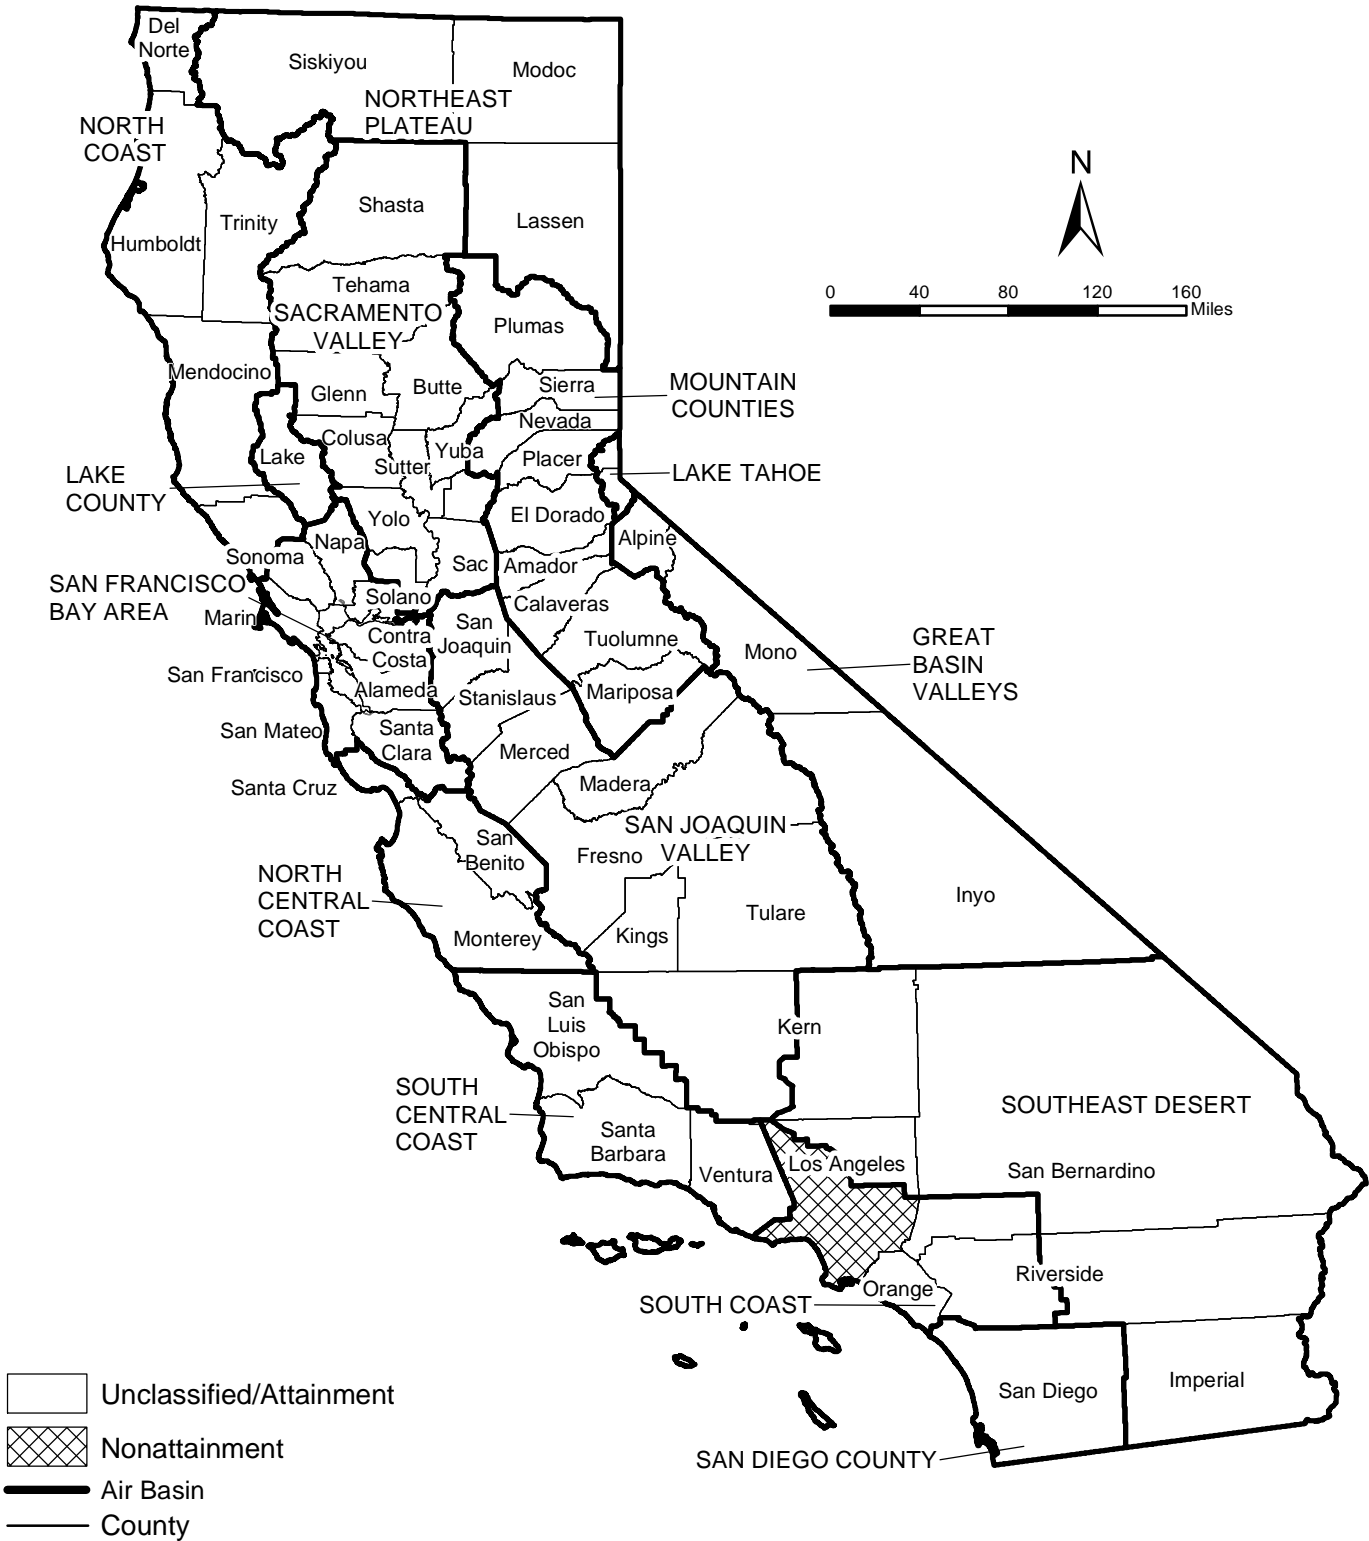 Del
Norte
Siskiyou
Modoc
NORTHEAST
PLATEAU
NORTH
COAST
N
Shasta
Trinity
Lassen
Humboldt
Tehama
0 40 80 120 160
Miles
SACRAMENTO
VALLEY
Plumas
Mendocino
Glenn
Butte
Sierra
MOUNTAIN
COUNTIES
Nevada
Colusa
Yuba
Lake
Sutter
Placer
LAKE TAHOE
LAKE
COUNTY
Yolo
El Dorado
Napa
Alpine
Sonoma
Sac
Amador
SAN FRANCISCO
BAY AREA
Solano
Calaveras
Marin
San
Joaquin
Contra
Costa
Tuolumne
Mono
GREAT
BASIN
VALLEYS
San Francisco
Alameda
Stanislaus
Mariposa
San Mateo
Santa
Clara
Merced
Santa Cruz
Madera
SAN JOAQUIN
VALLEY
San
Benito
Fresno
NORTH
CENTRAL
COAST
Inyo
Tulare
Kings
Monterey
San
Luis
Obispo
Kern
SOUTH
CENTRAL
COAST
SOUTHEAST DESERT
Santa
Barbara
Ventura
Los Angeles
San Bernardino
Riverside
Orange
SOUTH COAST
San Diego
Imperial
SAN DIEGO COUNTY
Unclassified/Attainment
Nonattainment
Air Basin
County